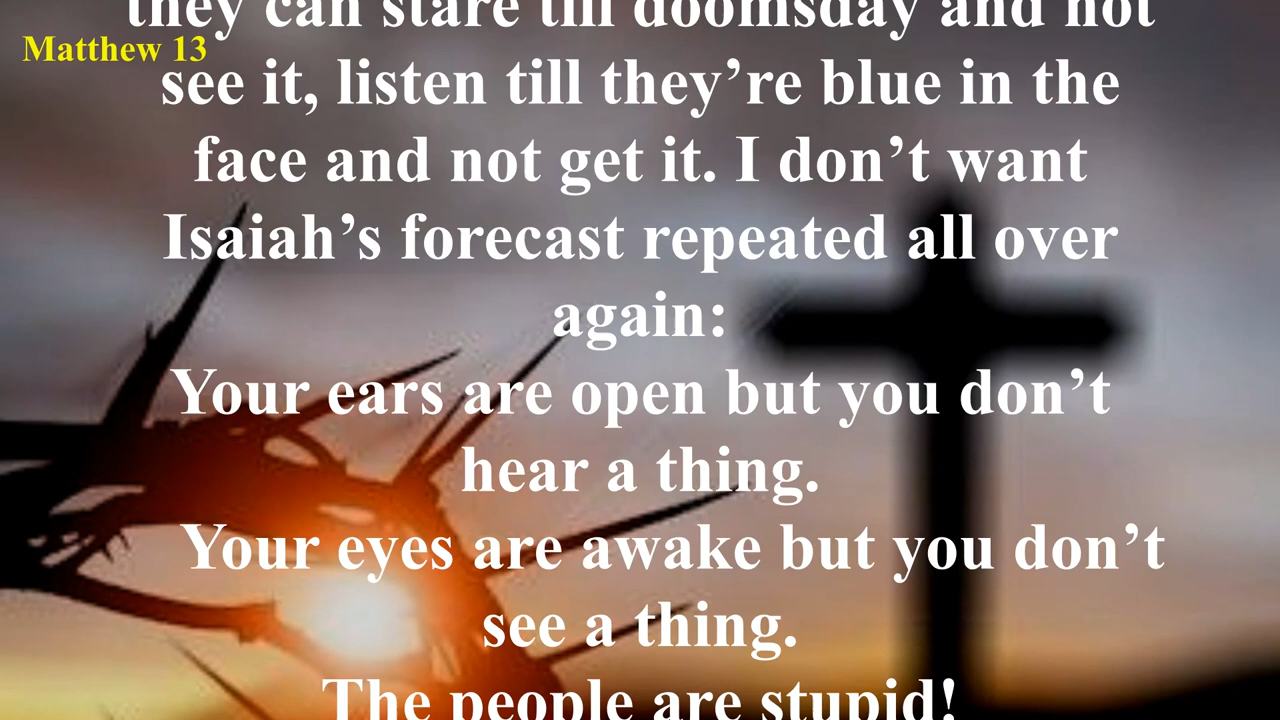 they can stare till doomsday and not
Matthew 13
see it, listen till they’re blue in the
face and not get it. I don’t want
Isaiah’s forecast repeated all over
again:
Your ears are open but you don’t
hear a thing.
Your eyes are awake but you don’t
see a thing.
The people are stupid!